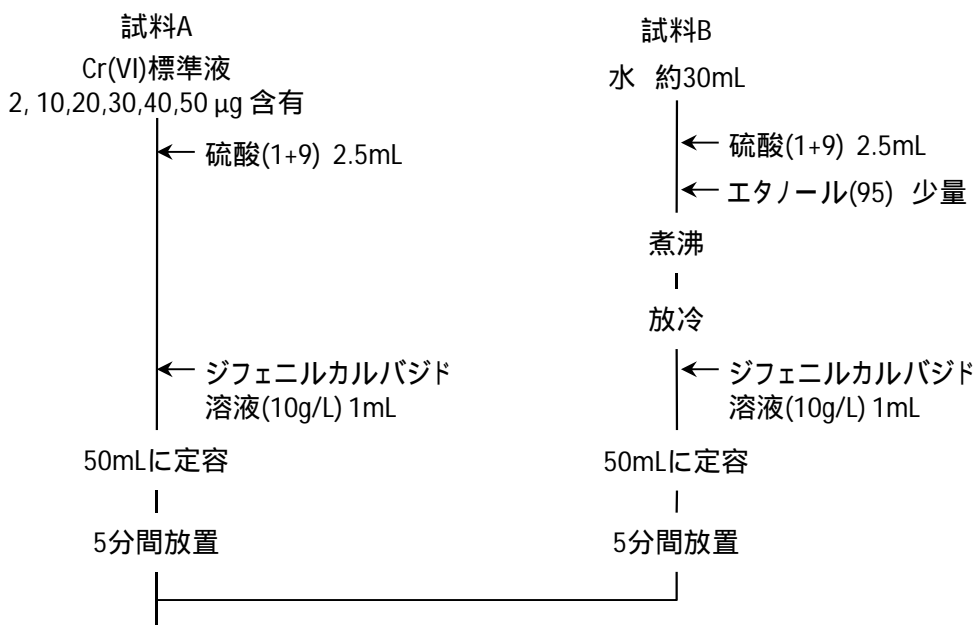 試料A
Cr(VI)標準液
2, 10,20,30,40,50 μg 含有
硫酸(1+9) 2.5mL
ジフェニルカルバジド
溶液(10g/L) 1mL
50mLに定容
5分間放置
試料B
水 約30mL
硫酸(1+9) 2.5mL
エタノール(95) 少量
煮沸
放冷
ジフェニルカルバジド
溶液(10g/L) 1mL
50mLに定容
5分間放置